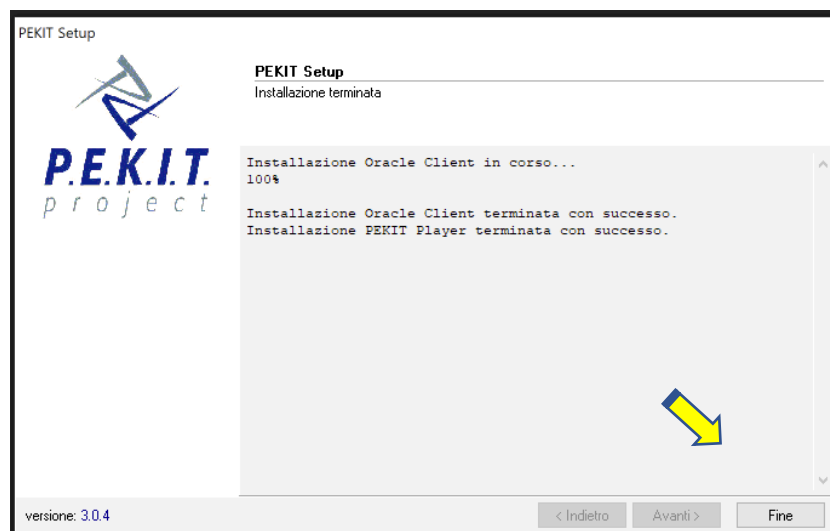 PEKIT Setup
PEKIT Setup
Installazione terminata
P.E.K.I.T.
project
Installazione Oracle Client in corso...
100%
Installazione Oracle Client terminata con successo.
Installazione PEKIT Player terminata con successo.
versione: 3.0.4
< Indietro
Avanti >
Fine